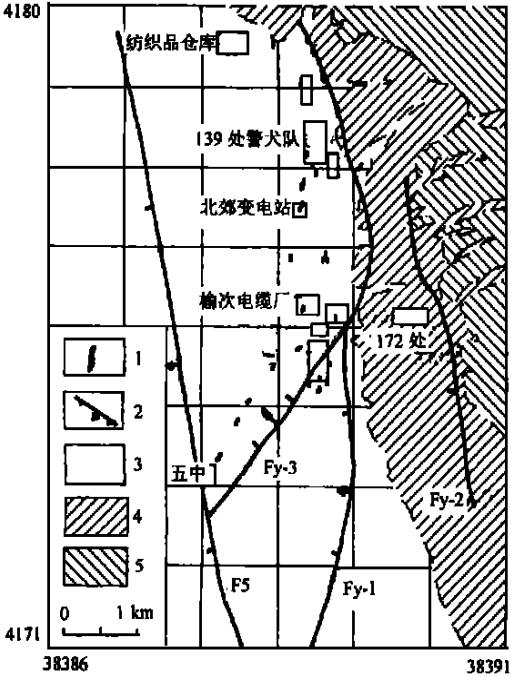 4180
纺织品仓库
139 处警犬队
北郊变电站
榆次电缆厂
172 处
1
2
3
4
5
五中
Fy-3
Fy-2
F5
Fy-1
0 1 km
4171
38386
38391